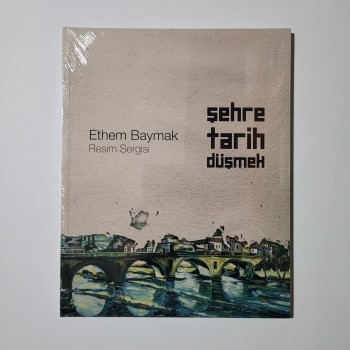 şehre
tarih
düşmek
Ethem Baymak
Resim Sergisi